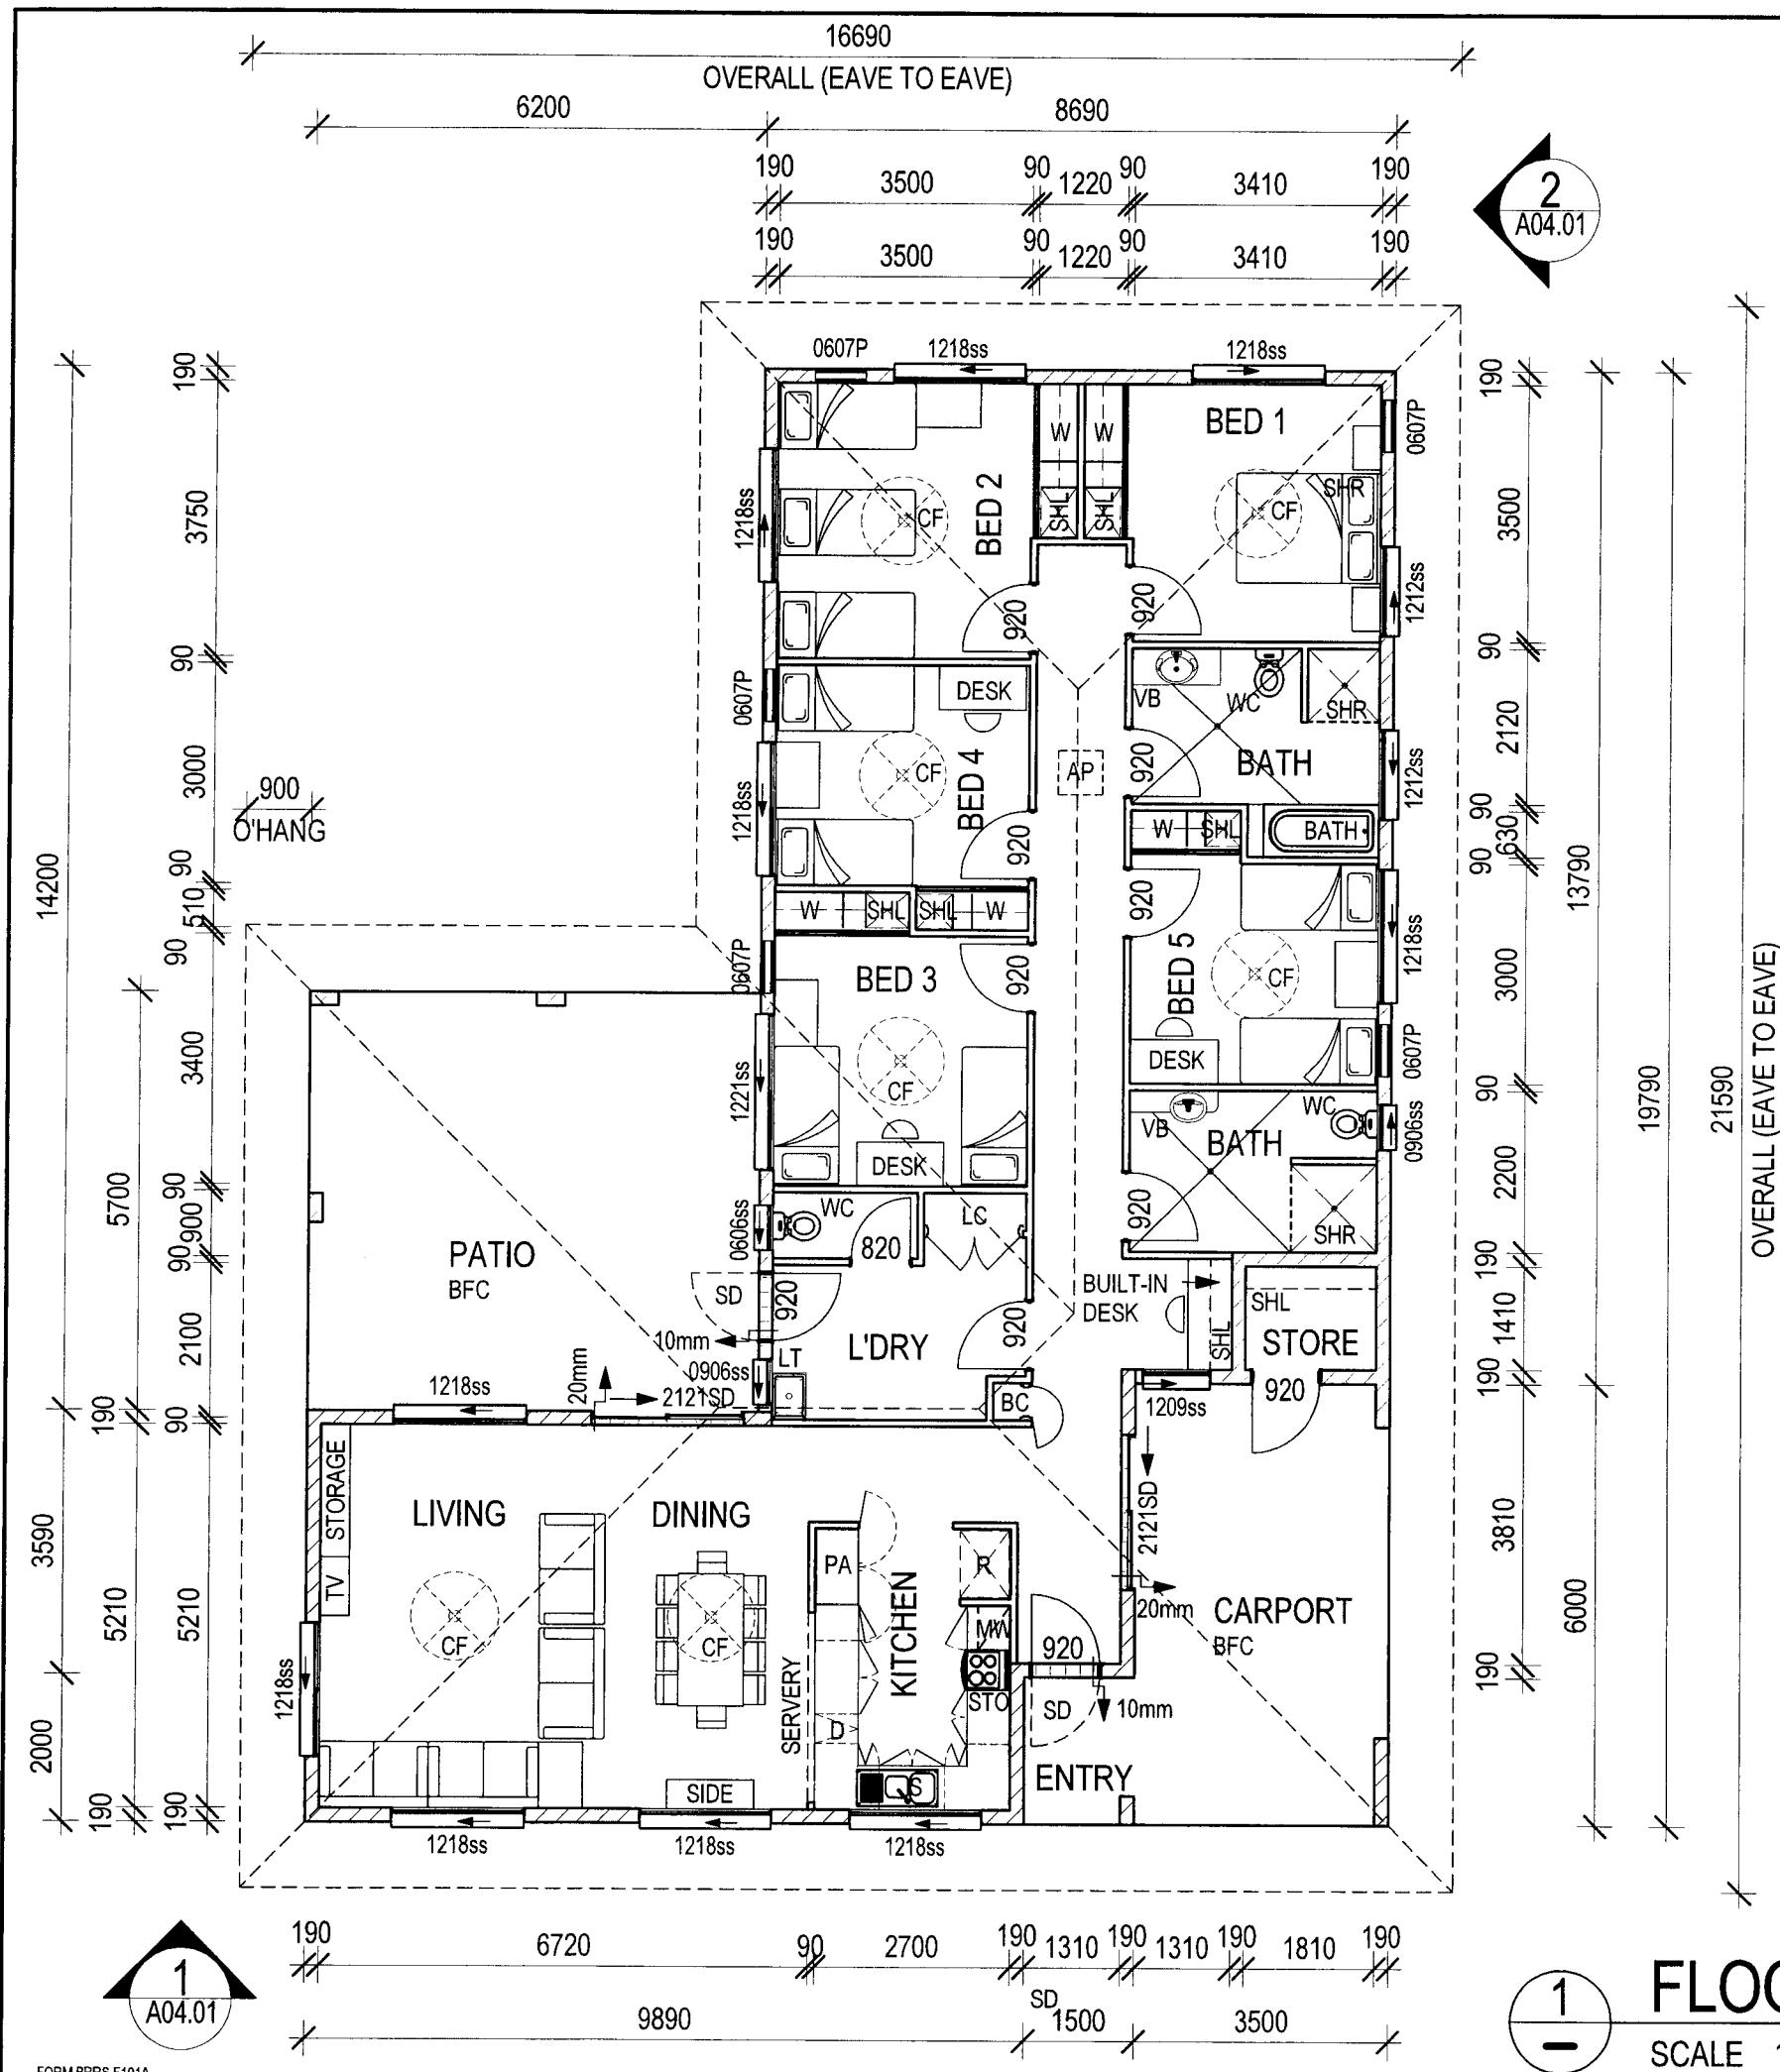 16690
OVERALL (EAVE TO EAVE)
6200 8690
190 3500 90 1220 90 3410 190
190 3500 90 1220 90 3410 190
2
A04.01
0607P 1218ss 1218ss
BED 1
W W
SHL SHL
BED 2
CF
SHR
CF
1218ss
0607P
1212ss
920 920
190
3750
90
3000
90
510
90
3400
90
900
90
2100
90
5210
190
14200
3590
2000
5700
190
5210
190
900
O'HANG
0607P
DESK
VB
WC
SHR
BED 4
CF
AP
920
BATH
1212ss
1218ss
920
W SHL
BATH
W SHL SHL W
920
0607P
BED 3
920
BED 5
CF
1218ss
CF
DESK
0607P
1221ss
DESK
VB
WC
BATH
0906ss
920
SHR
0606ss
WC
LC
820
PATIO
BFC
SD
920
10mm
L'DRY
920
BUILT-IN
DESK
SHL
SHL
STORE
920
LT
0906ss
BC
1209ss
1218ss
20mm
2121SD
STORAGE
TV
LIVING
DINING
CF
CF
PA
KITCHEN
R
MW
STO
D
S
SERVERY
SIDE
2121SD
20mm
CARPORT
BFC
920
SD
10mm
ENTRY
1218ss
1218ss 1218ss 1218ss
190
3500
90
2120
90
630
90
3000
90
2200
190
1410
190
3810
190
13790
6000
19790
21590
OVERALL (EAVE TO EAVE)
190 6720 90 2700 190 1310 190 1310 190 1810 190
SD
9890 1500 3500
1
A04.01
1
FLOO
SCALE 1
FORM PRRS F101A